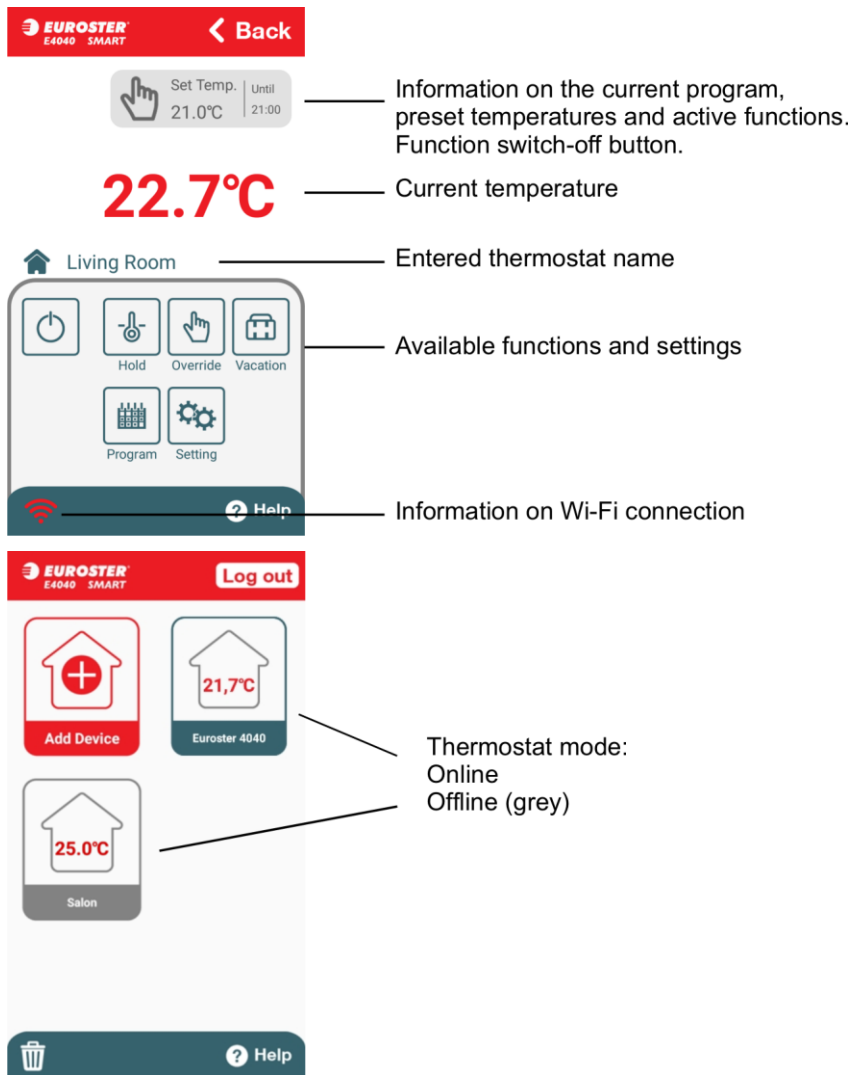 EUROSTER
E4040 SMART
Back
Set Temp.
21.0℃
Until
21:00
Information on the current program,
preset temperatures and active functions.
Function switch-off button.
22.7℃
Current temperature
Living Room
Entered thermostat name
Hold
Override
Vacation
Available functions and settings
Program
Setting
? Help
Information on Wi-Fi connection
EUROSTER
E4040 SMART
Log out
21,7℃
Add Device
Euroster 4040
Thermostat mode:
Online
Offline (grey)
25.0℃
Salon
? Help